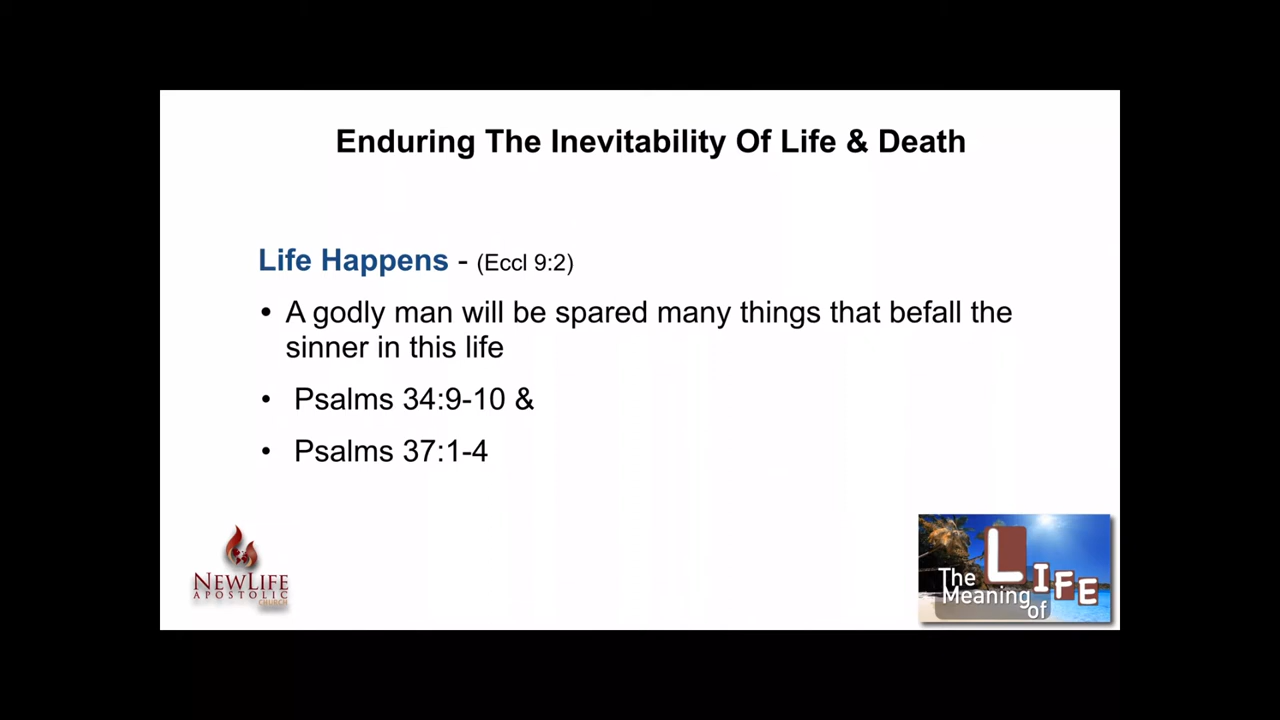 Enduring The Inevitability Of Life & Death
Life Happens - (Eccl 9:2)
• A godly man will be spared many things that befall the
sinner in this life
• Psalms 34:9-10 &
• Psalms 37:1-4
NEWLIFE
APOSTOLIC
CHURCH
The
Meaning
of
LIFE